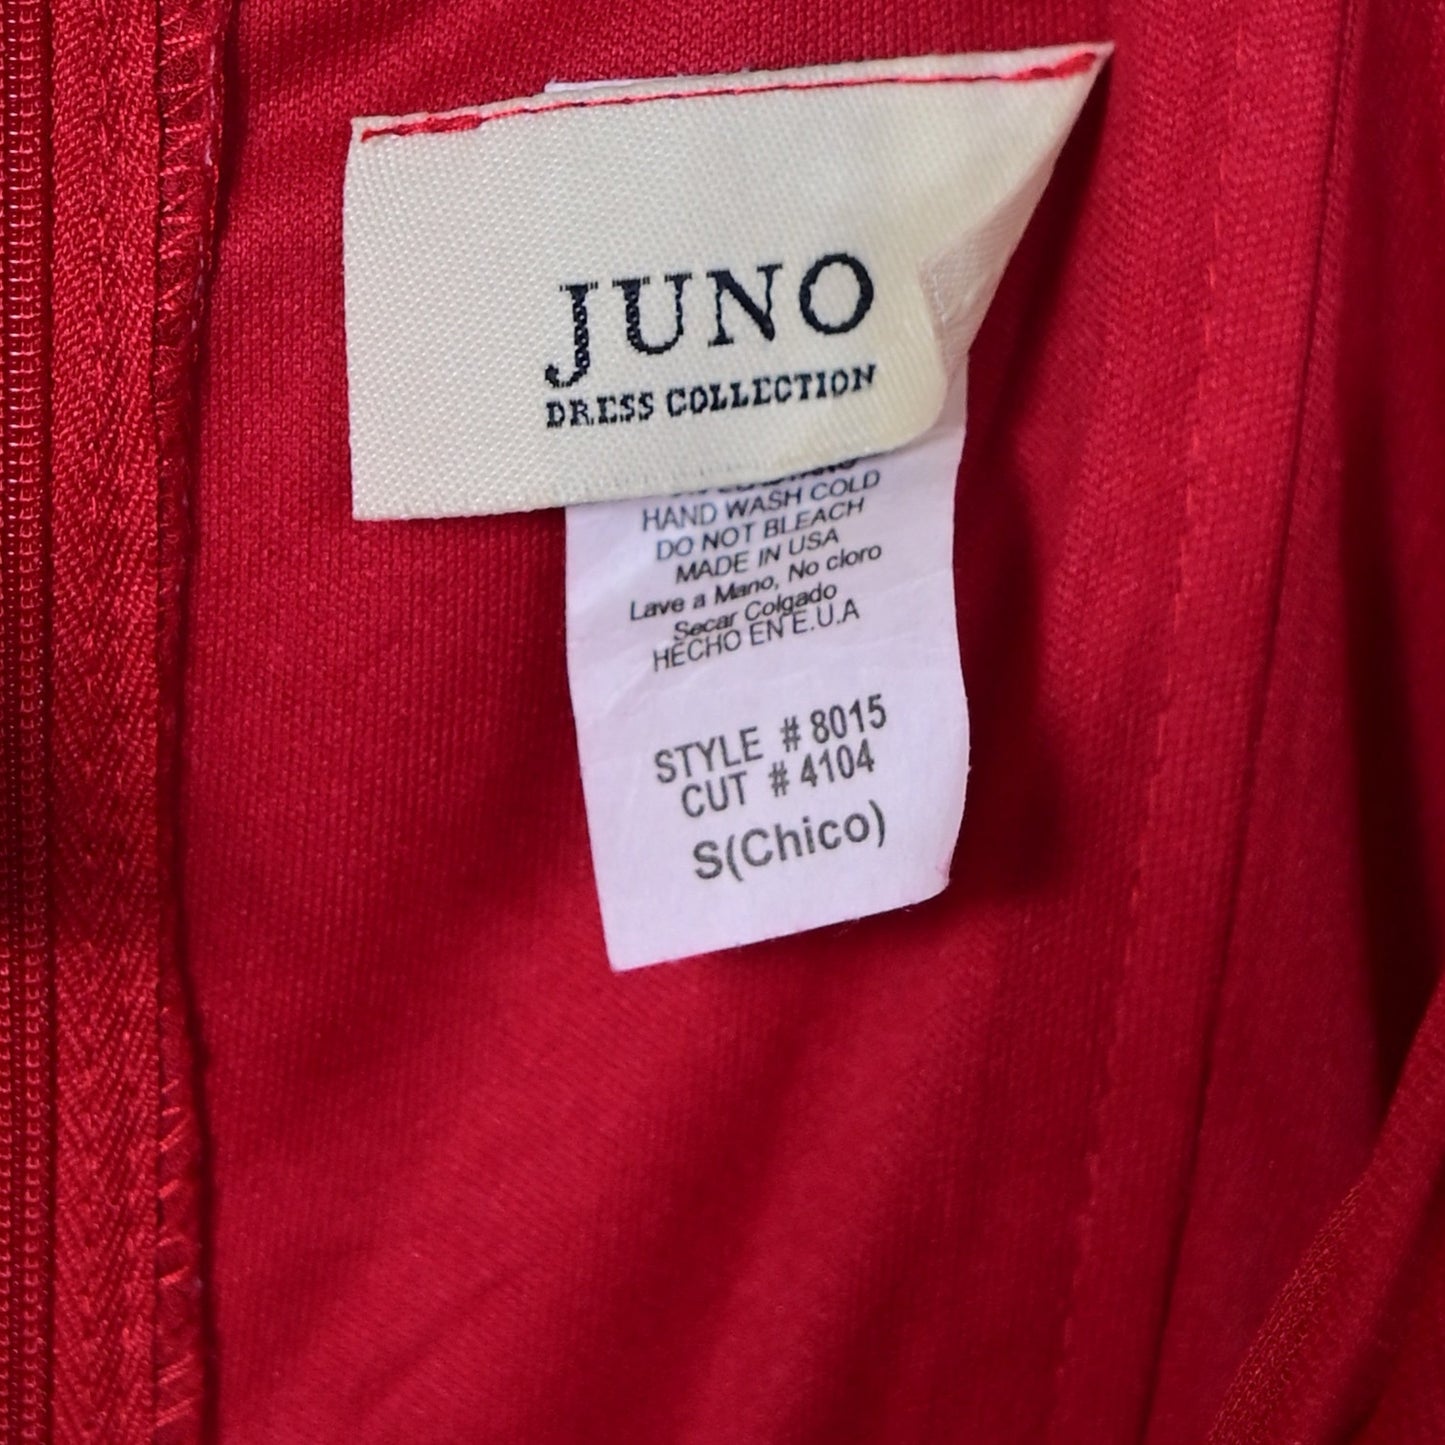 JUNO
DRESS COLLECTION
HAND WASH COLD
DO NOT BLEACH
MADE IN USA
Lave a Mano, No cloro
Secar Colgado
HECHO EN E.U.A
STYLE # 8015
CUT # 4104
S(Chico)